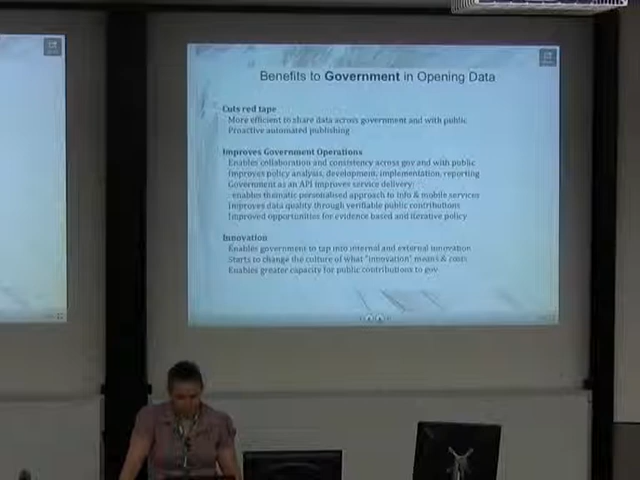 Benefits to Government in Opening Data
Cuts red tape
More efficient to share data across government and with public
Proactive automated publishing
Improves Government Operations
Enables collaboration and consistency across gov and with public
Improves policy analysis, development, implementation, reporting
Government as an API improves service delivery:
enables thematic personalised approach to info & mobile services
Improves data quality through verifiable public contributions
Improved opportunities for evidence based and iterative policy
Innovation
Enables government to tap into internal and external innovation
Starts to change the culture of what "innovation" means & costs
Enables greater capacity for public contributions to gov